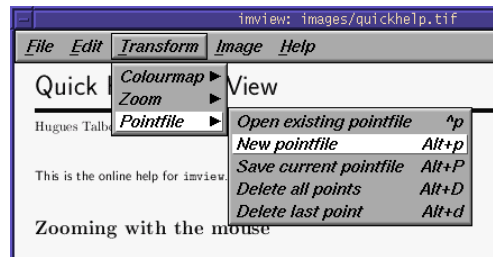 imview: images/quickhelp.tif
File Edit Transform Image Help
Quick View
Colourmap
Zoom
Pointfile
Hugues
Open existing pointfile ^p
New pointfile Alt+p
Save current pointfile Alt+P
Delete all points Alt+D
Delete last point Alt+d
This is the online help for imview.
Zooming with the mouse